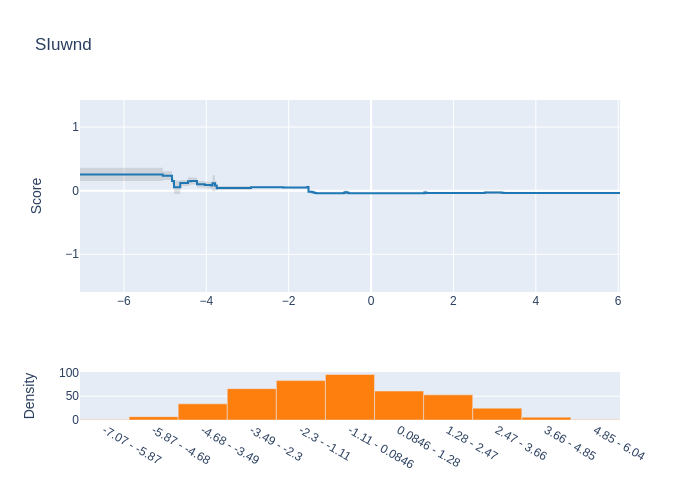 SIuwnd
Score
1
0
−1
−6
−4
−2
0
2
4
6
Density
100
50
0
-7.07 - -5.87
-5.87 - -4.68
-4.68 - -3.49
-3.49 - -2.3
-2.3 - -1.11
-1.11 - 0.0846
0.0846 - 1.28
1.28 - 2.47
2.47 - 3.66
3.66 - 4.85
4.85 - 6.04